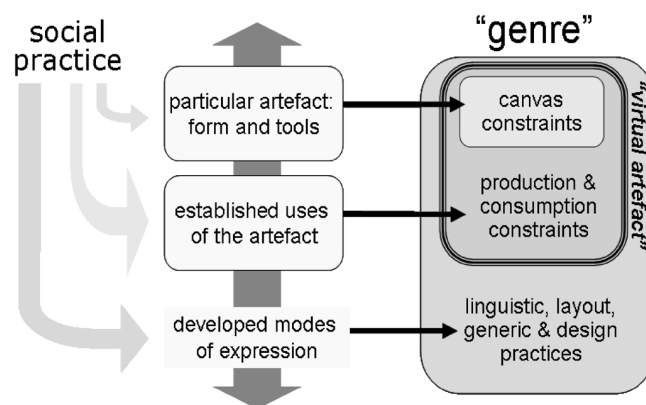 social
practice
"genre"
particular artefact:
form and tools
canvas
constraints
"virtual artefact"
established uses
of the artefact
production &
consumption
constraints
developed modes
of expression
linguistic, layout,
generic & design
practices